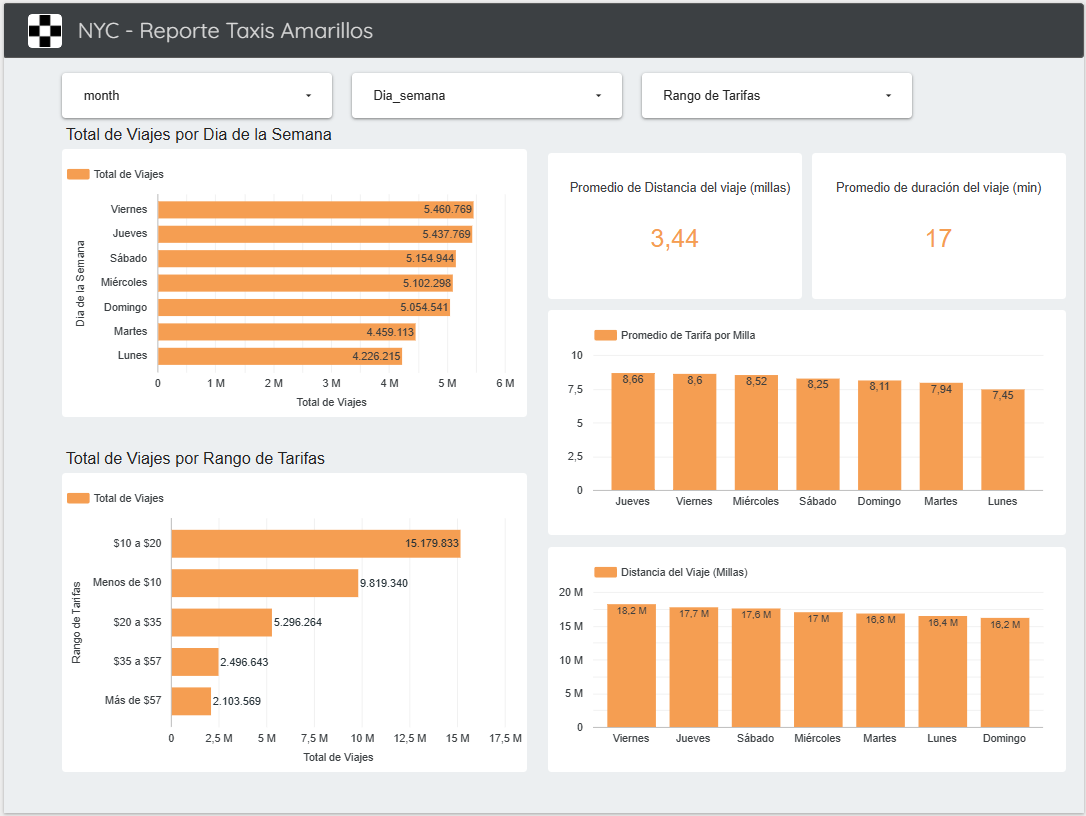 NYC - Reporte Taxis Amarillos
month
Dia_semana
Rango de Tarifas
Total de Viajes por Dia de la Semana
Total de Viajes
Dia de la Semana
Viernes 5.460.769
Jueves 5.437.769
Sábado 5.154.944
Miércoles 5.102.298
Domingo 5.054.541
Martes 4.459.113
Lunes 4.226.215
0 1 M 2 M 3 M 4 M 5 M 6 M
Total de Viajes
Total de Viajes por Rango de Tarifas
Total de Viajes
Rango de Tarifas
$10 a $20 15.179.833
Menos de $10 9.819.340
$20 a $35 5.296.264
$35 a $57 2.496.643
Más de $57 2.103.569
0 2,5 M 5 M 7,5 M 10 M 12,5 M 15 M 17,5 M
Total de Viajes
Promedio de Distancia del viaje (millas)
3,44
Promedio de duración del viaje (min)
17
Promedio de Tarifa por Milla
10
7,5
5
2,5
0
8,66 8,6 8,52 8,25 8,11 7,94 7,45
Jueves Viernes Miércoles Sábado Domingo Martes Lunes
Distancia del Viaje (Millas)
20 M
15 M
10 M
5 M
0
18,2 M 17,7 M 17,6 M 17 M 16,8 M 16,4 M 16,2 M
Viernes Jueves Sábado Miércoles Martes Lunes Domingo